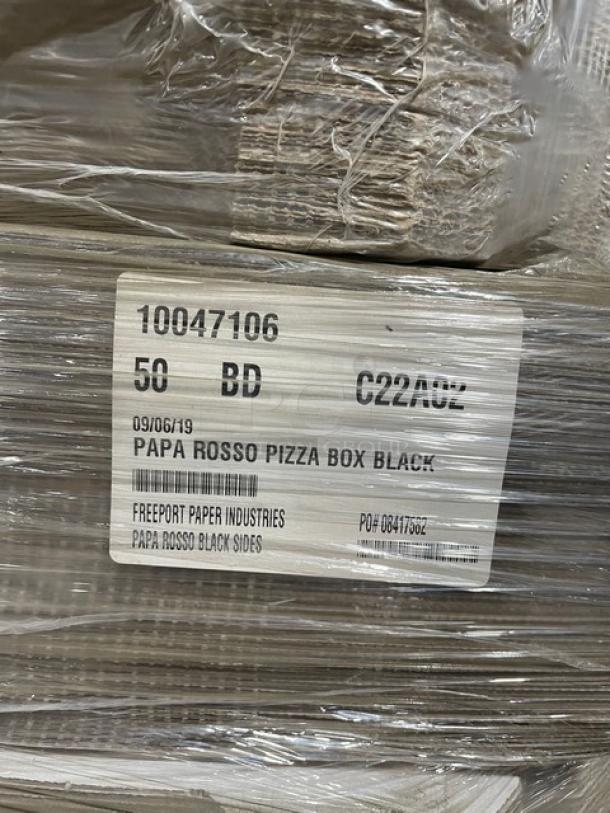 10047106
50 BD C22A02
09/06/19
PAPA ROSSO PIZZA BOX BLACK
FREEPORT PAPER INDUSTRIES PO# 08417562
PAPA ROSSO BLACK SIDES